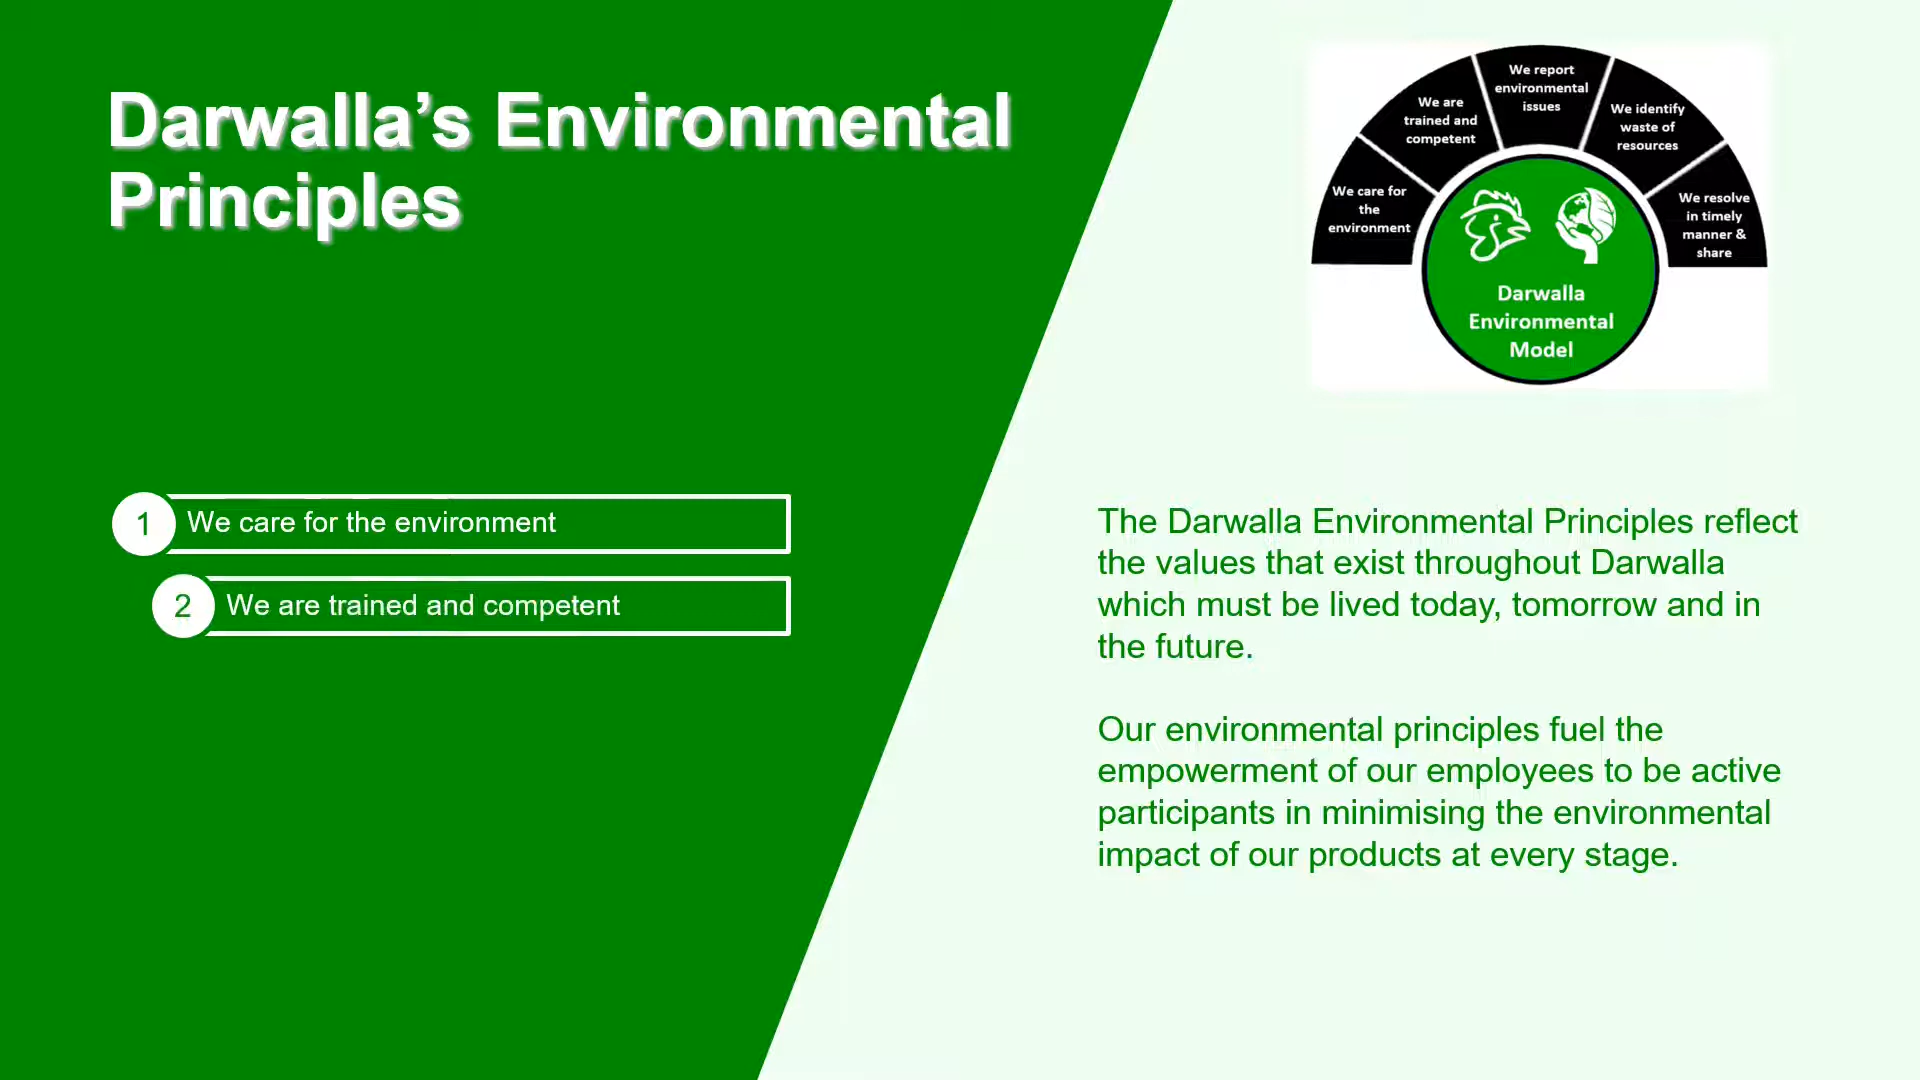 Darwalla’s Environmental
Principles
1 We care for the environment
2 We are trained and competent
We care for
the
environment
We are
trained and
competent
We report
environmental
issues
We identify
waste of
resources
We resolve
in timely
manner &
share
Darwalla
Environmental
Model
The Darwalla Environmental Principles reflect
the values that exist throughout Darwalla
which must be lived today, tomorrow and in
the future.
Our environmental principles fuel the
empowerment of our employees to be active
participants in minimising the environmental
impact of our products at every stage.